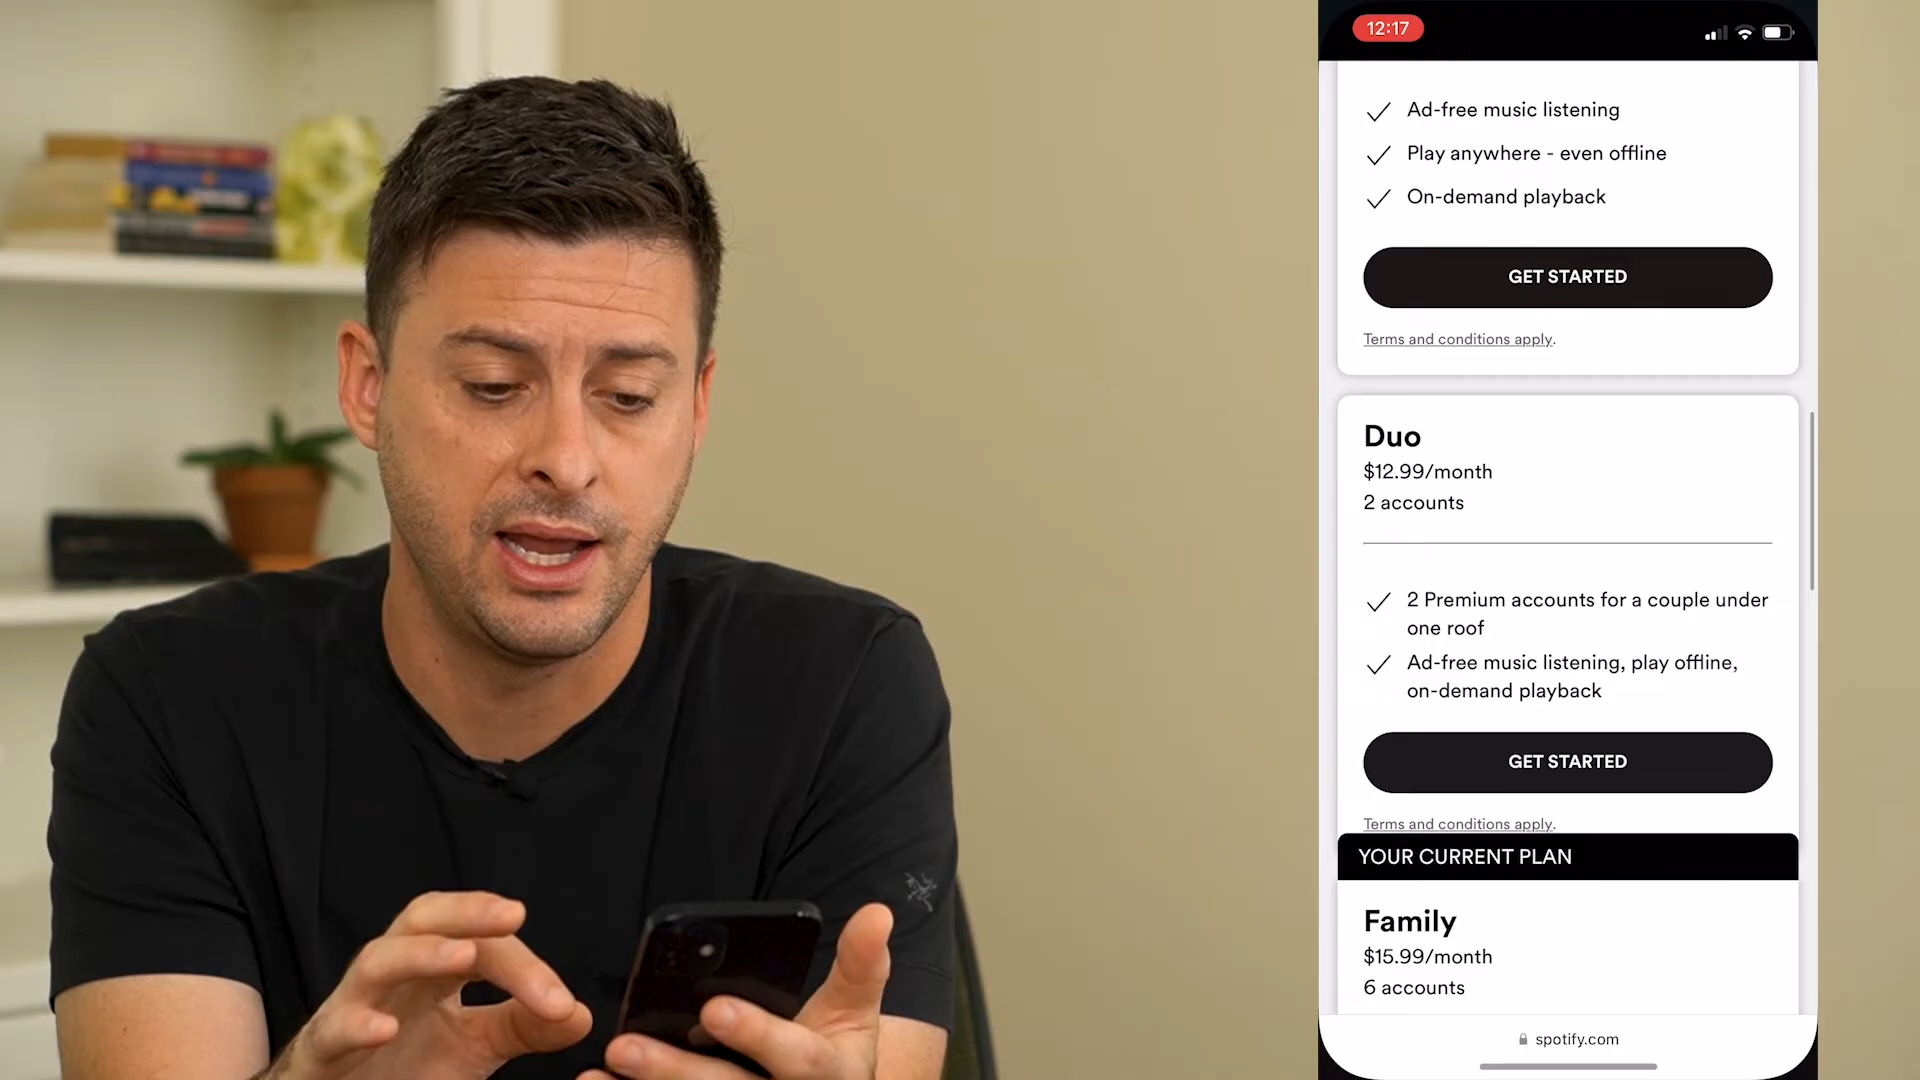 12:17
Ad-free music listening
Play anywhere - even offline
On-demand playback
GET STARTED
Terms and conditions apply.
Duo
$12.99/month
2 accounts
2 Premium accounts for a couple under
one roof
Ad-free music listening, play offline,
on-demand playback
GET STARTED
Terms and conditions apply.
YOUR CURRENT PLAN
Family
$15.99/month
6 accounts
spotify.com